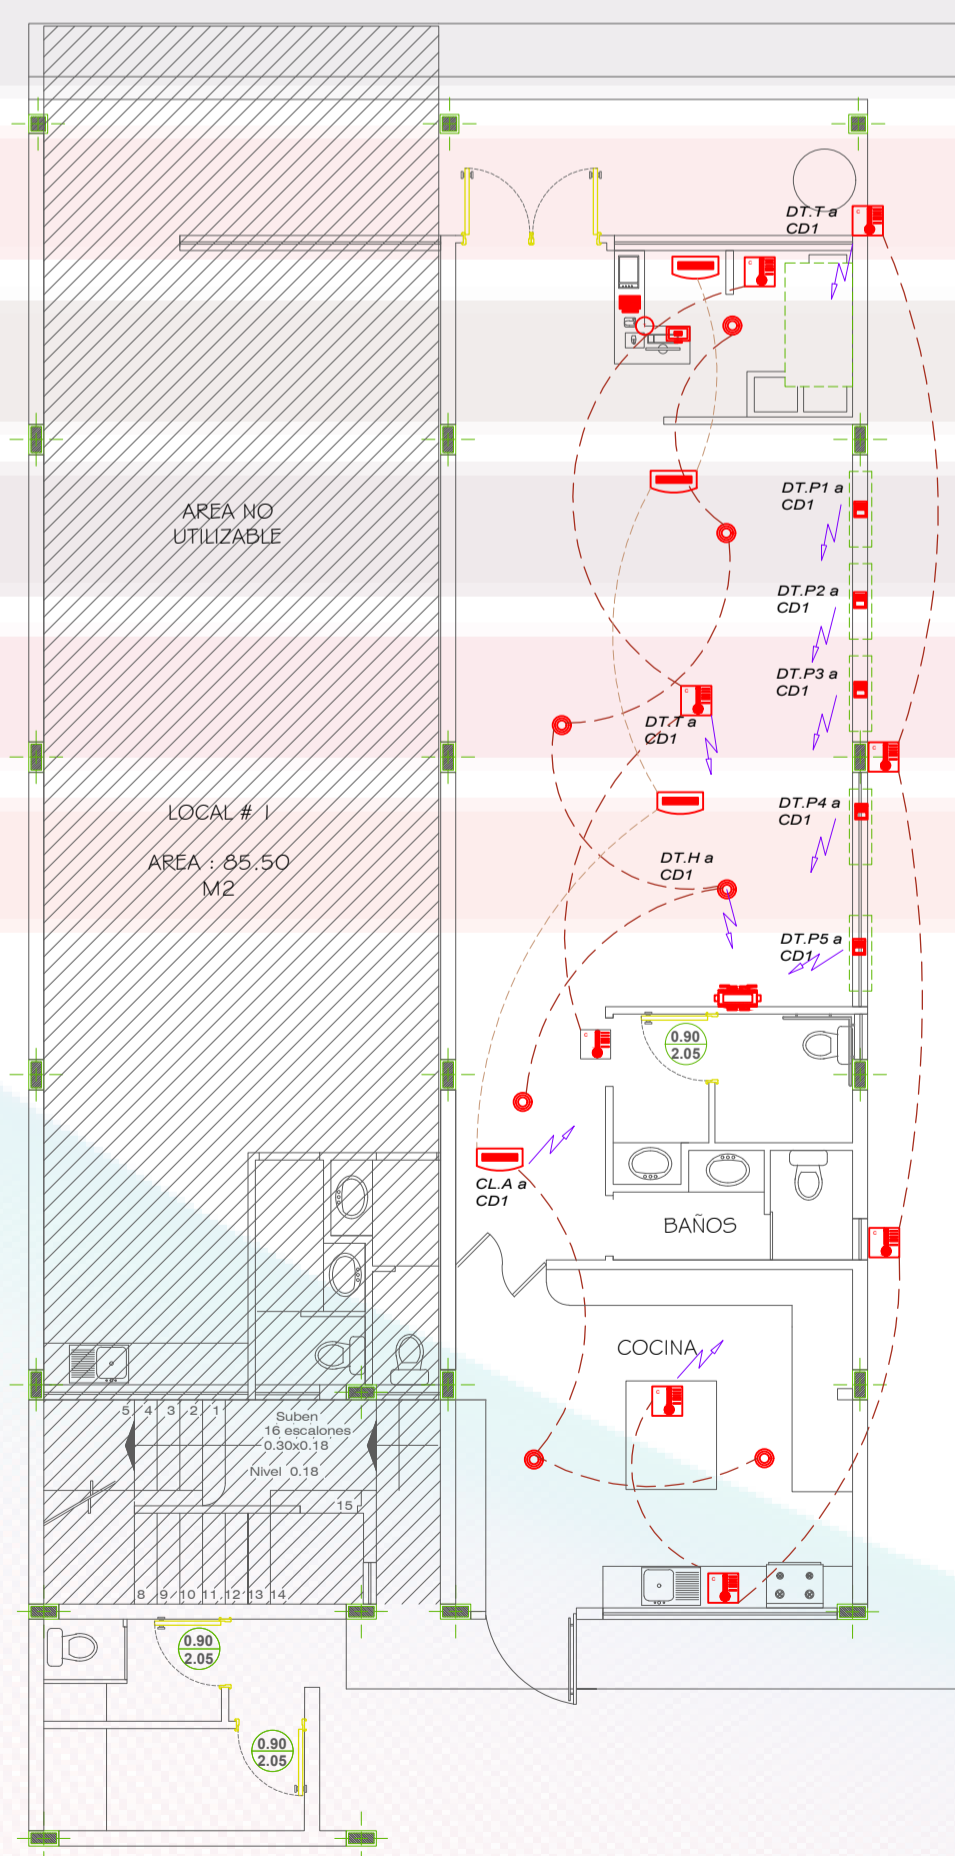 DT.T a
CD1
DT.P1 a
CD1
AREA NO
UTILIZABLE
DT.P2 a
CD1
DT.P3 a
CD1
DT.T a
CD1
DT.P4 a
CD1
LOCAL # 1
AREA : 85.50
M2
DT.H a
CD1
DT.P5 a
CD1
0.90
2.05
CL.A a
CD1
BAÑOS
COCINA
5 4 3 2 1
Suben
16 escalones
0.30x0.18
Nivel 0.18
15
8 9 10 11 12 13 14
0.90
2.05
0.90
2.05